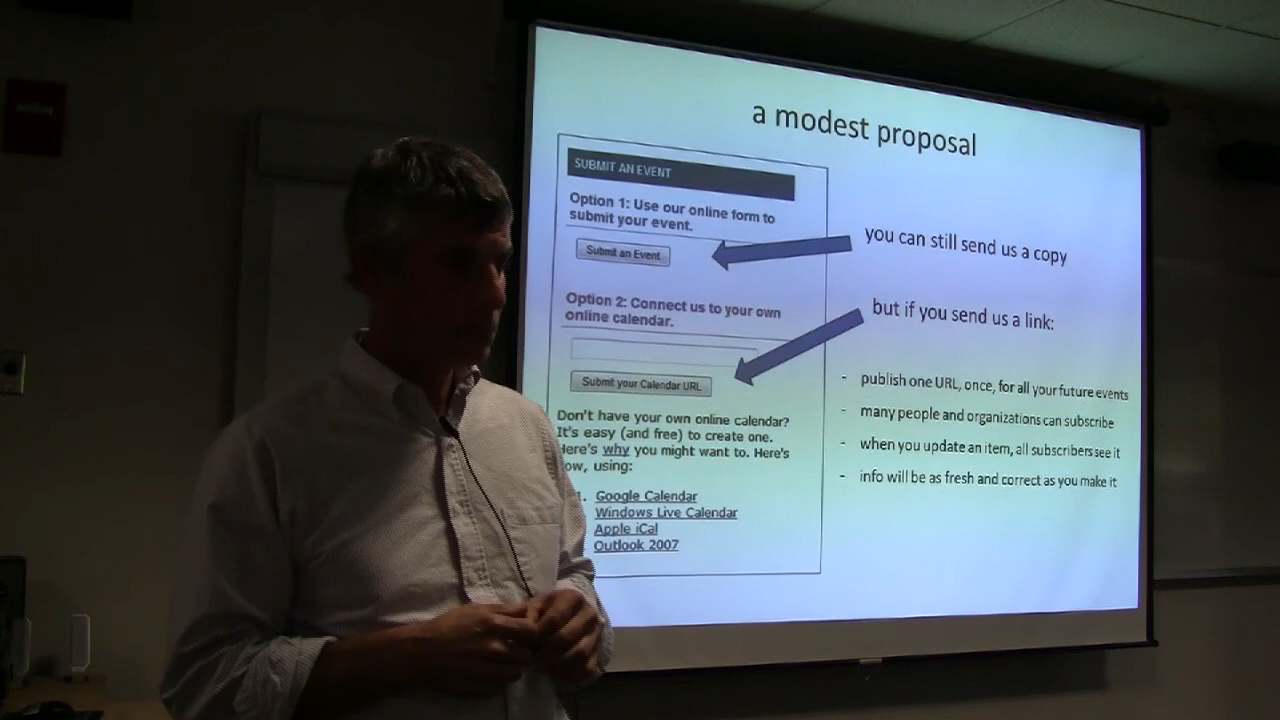 a modest proposal
SUBMIT AN EVENT
Option 1: Use our online form to
submit your event.
Submit an Event
you can still send us a copy
Option 2: Connect us to your own
online calendar.
Submit your Calendar URL
but if you send us a link:
- publish one URL, once, for all your future events
- many people and organizations can subscribe
- when you update an item, all subscribers see it
- info will be as fresh and correct as you make it
Don't have your own online calendar?
It's easy (and free) to create one.
Here's why you might want to. Here's
ow, using:
1. Google Calendar
Windows Live Calendar
Apple iCal
Outlook 2007